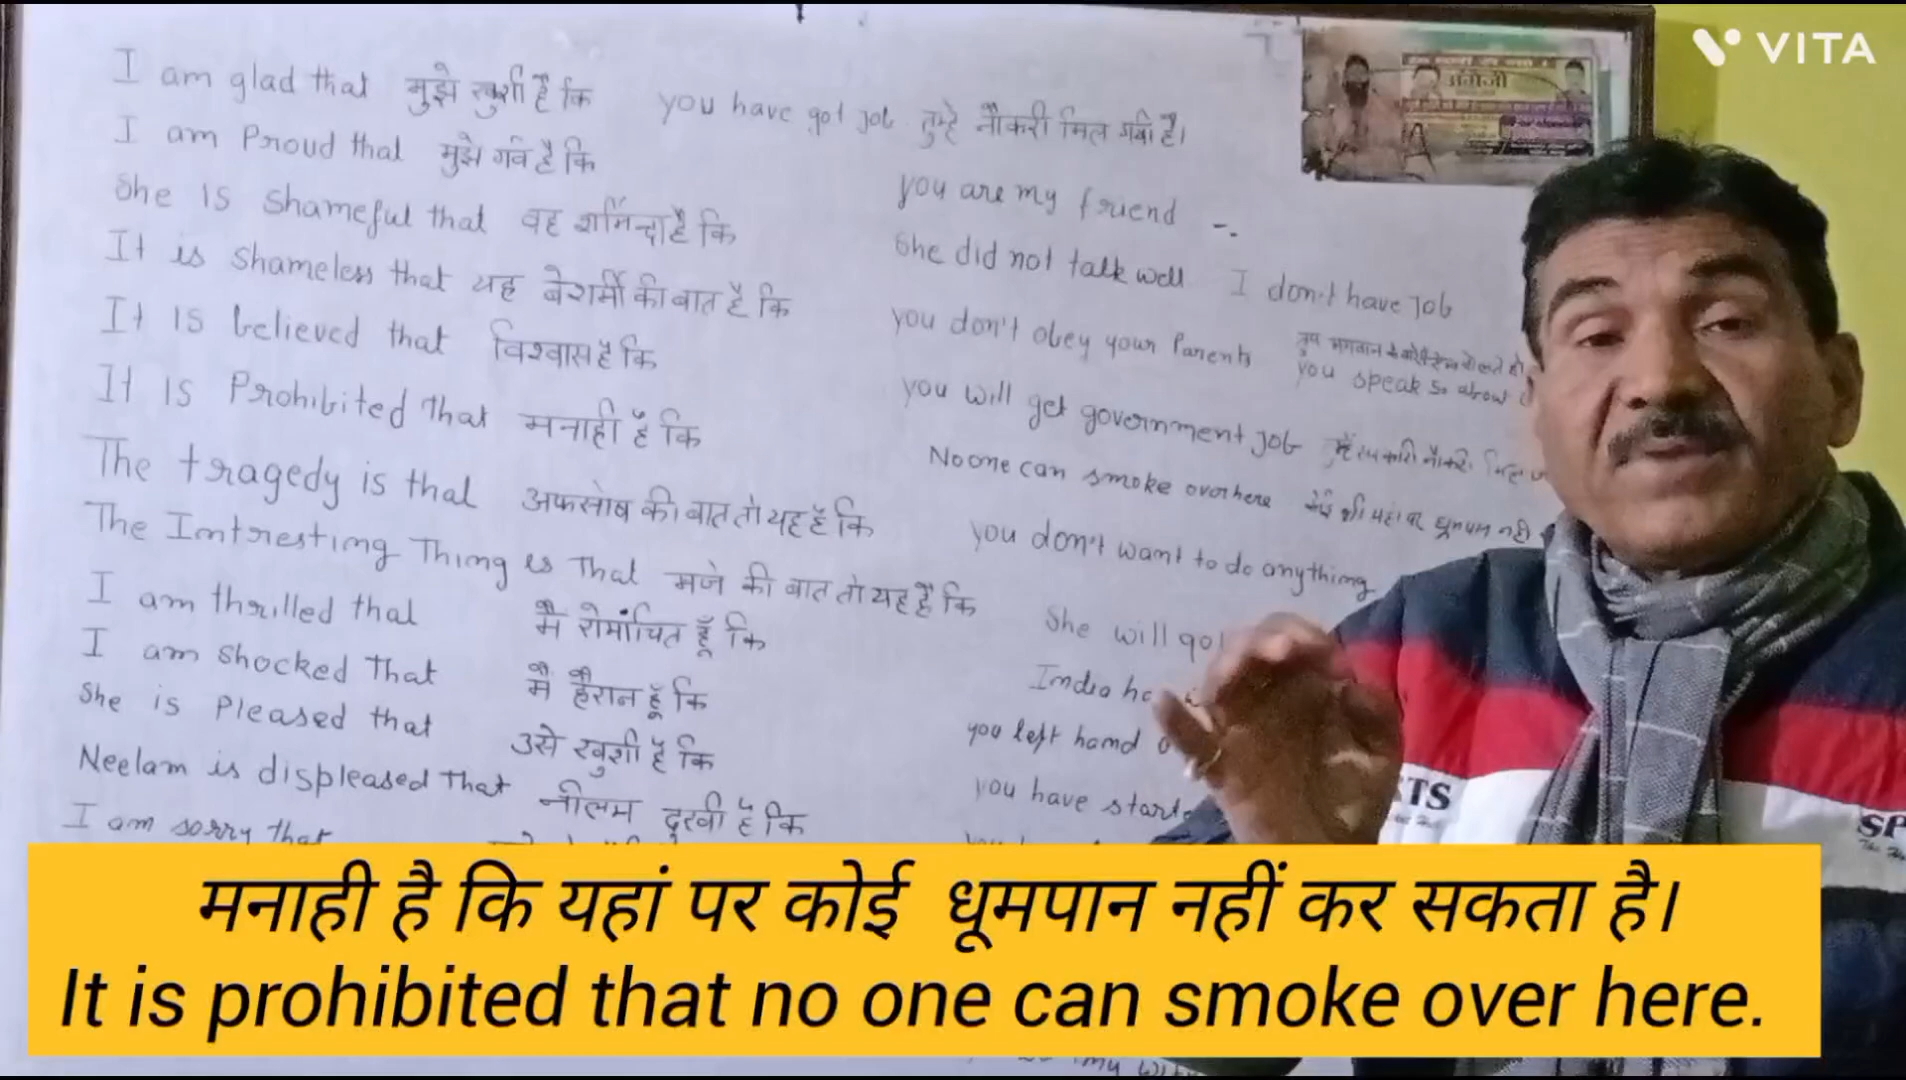 VITA
I am glad that मुझे खुशी है कि you have got job तुम्हे नौकरी मिल गयी है।
I am Proud that मुझे गर्व है कि you are my friend
She is shameful that वह शर्मिन्दा है कि She did not talk well I don't have job
It is shameless that यह बेशर्मी की बात है कि you don't obey your Parents
you speak so about
It is believed that विश्वास है कि you will get government job
It is Prohibited that मनाही है कि No one can smoke overhere
The tragedy is that अफसोष की बात तो यह है कि you don't want to do anything
The Intresting Thing is That मजे की बात तो यह है कि She will
I am thrilled that मैं रोमांचित हूँ कि India
I am shocked That मैं हैरान हूँ कि you left hand
She is Pleased that उसे खुशी है कि you have
Neelam is displeased That नीलम दुखी है कि
I am sorry that
मनाही है कि यहां पर कोई धूमपान नहीं कर सकता है।
It is prohibited that no one can smoke over here.